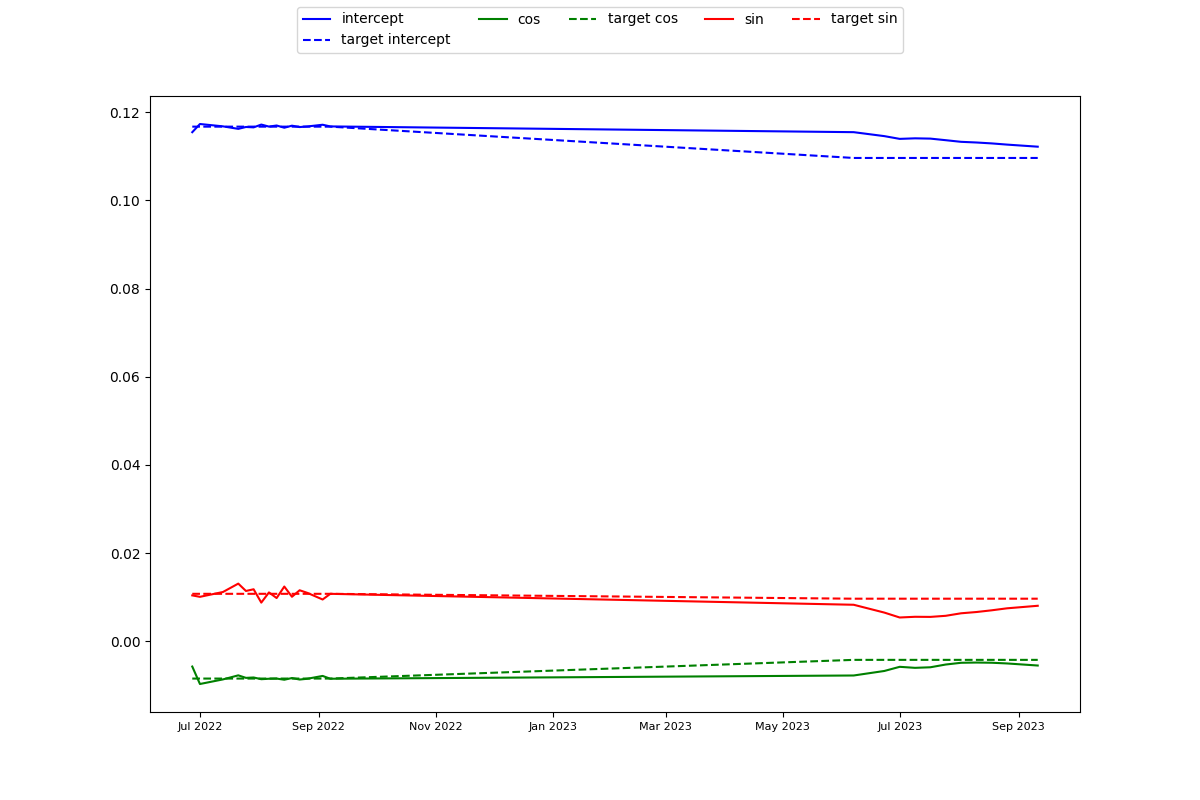 intercept cos target cos sin target sin
target intercept
0.12
0.10
0.08
0.06
0.04
0.02
0.00
Jul 2022 Sep 2022 Nov 2022 Jan 2023 Mar 2023 May 2023 Jul 2023 Sep 2023